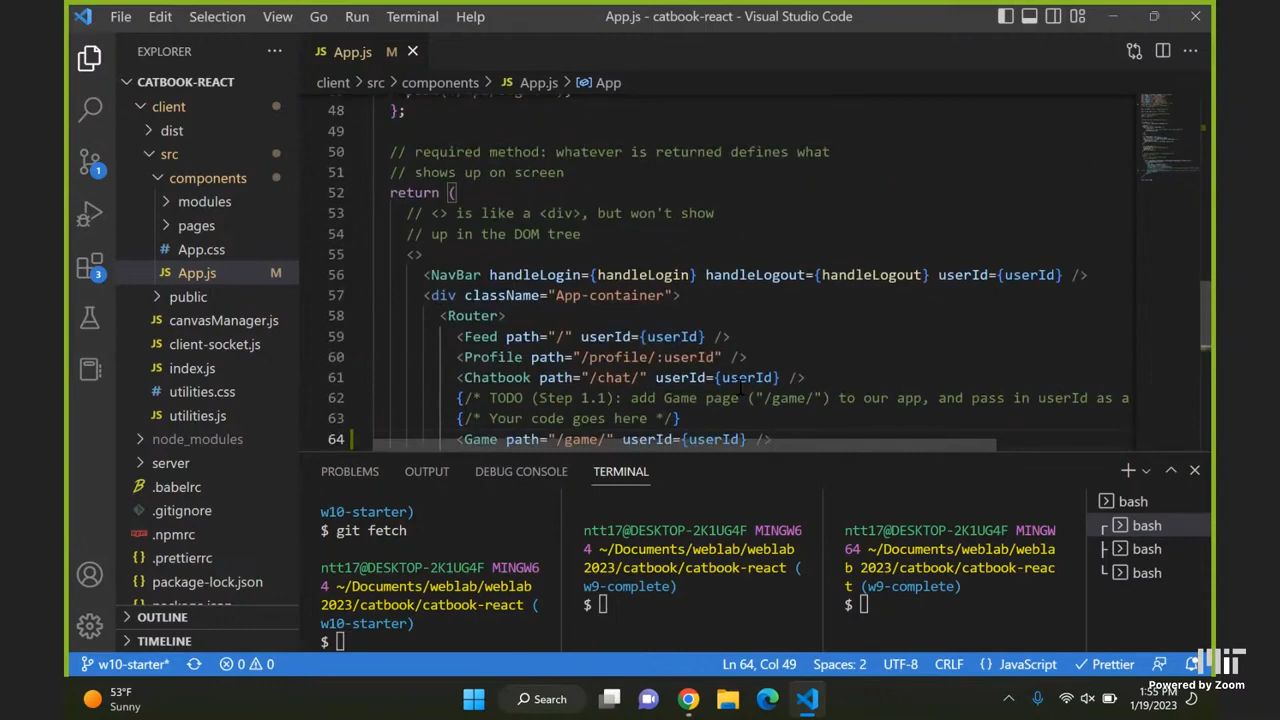 File Edit Selection View Go Run Terminal Help
App.js - catbook-react - Visual Studio Code
EXPLORER
JS App.js M
CATBOOK-REACT
client
dist
src
components
modules
pages
# App.css
JS App.js M
public
JS canvasManager.js
JS client-socket.js
JS index.js
JS utilities.css
JS utilities.js
node_modules
server
.babelrc
.gitignore
.npmrc
.prettierrc
package-lock.json
OUTLINE
TIMELINE
1
3
client > src > components > JS App.js > App
48 };
49
50 // required method: whatever is returned defines what
51 // shows up on screen
52 return (
53 // <> is like a <div>, but won't show
54 // up in the DOM tree
55 <>
56 <NavBar handleLogin={handleLogin} handleLogout={handleLogout} userId={userId} />
57 <div className="App-container">
58 <Router>
59 <Feed path="/" userId={userId} />
60 <Profile path="/profile/:userId" />
61 <Chatbook path="/chat/" userId={userId} />
62 {/* TODO (Step 1.1): add Game page ("/game/") to our app, and pass in userId as a
63 {/* Your code goes here */}
64 <Game path="/game/" userId={userId} />
PROBLEMS OUTPUT DEBUG CONSOLE TERMINAL
w10-starter)
$ git fetch
ntt17@DESKTOP-2K1UG4F MINGW6
4 ~/Documents/weblab/weblab
2023/catbook/catbook-react (
w10-starter)
$
ntt17@DESKTOP-2K1UG4F MINGW6
4 ~/Documents/weblab/weblab
2023/catbook/catbook-react (
w9-complete)
$
ntt17@DESKTOP-2K1UG4F MINGW
64 ~/Documents/weblab/webla
b 2023/catbook/catbook-reac
t (w9-complete)
$
bash
bash
bash
bash
w10-starter* 0 0
Ln 64, Col 49 Spaces: 2 UTF-8 CRLF {} JavaScript Prettier
53°F
Sunny
Search
1:55 PM
1/19/2023
MIT
Powered by Zoom